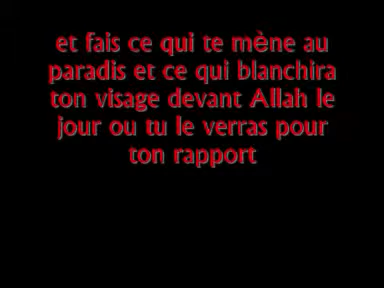 et fais ce qui te mène au
paradis et ce qui blanchira
ton visage devant Allah le
jour ou tu le verras pour
ton rapport